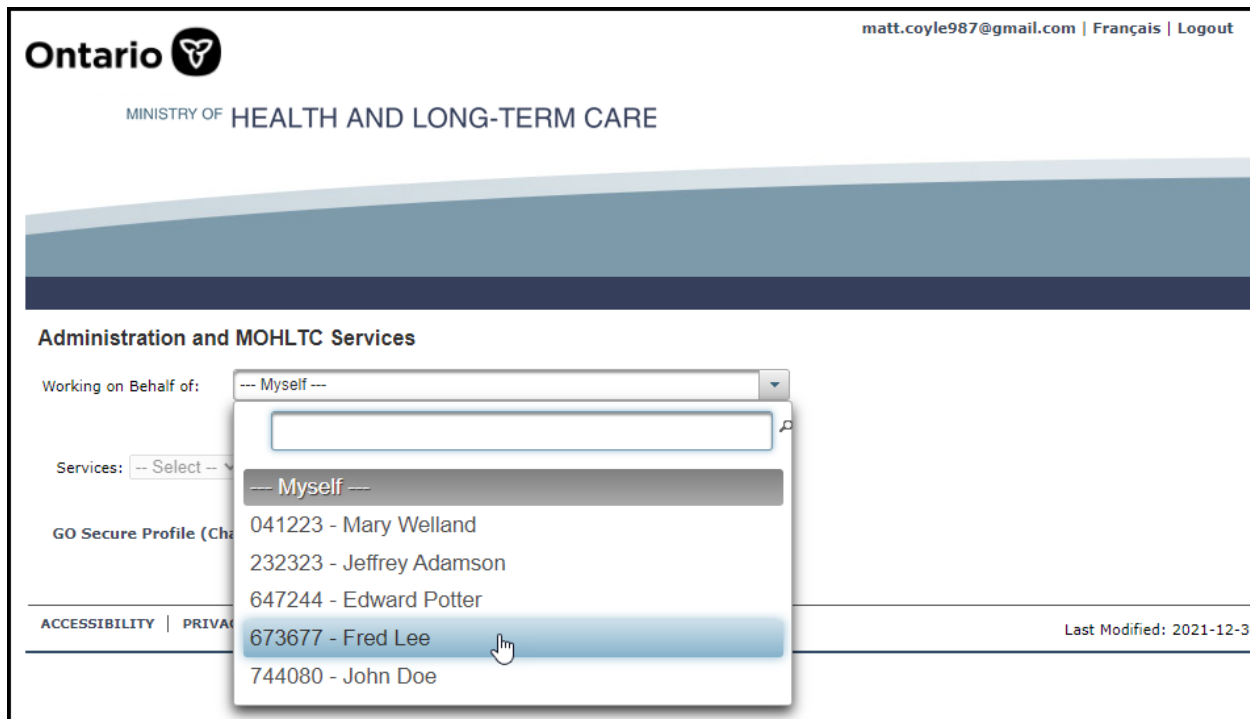 matt.coyle987@gmail.com | Français | Logout
Ontario
MINISTRY OF HEALTH AND LONG-TERM CARE
Administration and MOHLTC Services
Working on Behalf of: --- Myself ---
Services: -- Select --
--- Myself ---
041223 - Mary Welland
GO Secure Profile (Cha
232323 - Jeffrey Adamson
647244 - Edward Potter
ACCESSIBILITY | PRIVA
673677 - Fred Lee
Last Modified: 2021-12-3
744080 - John Doe